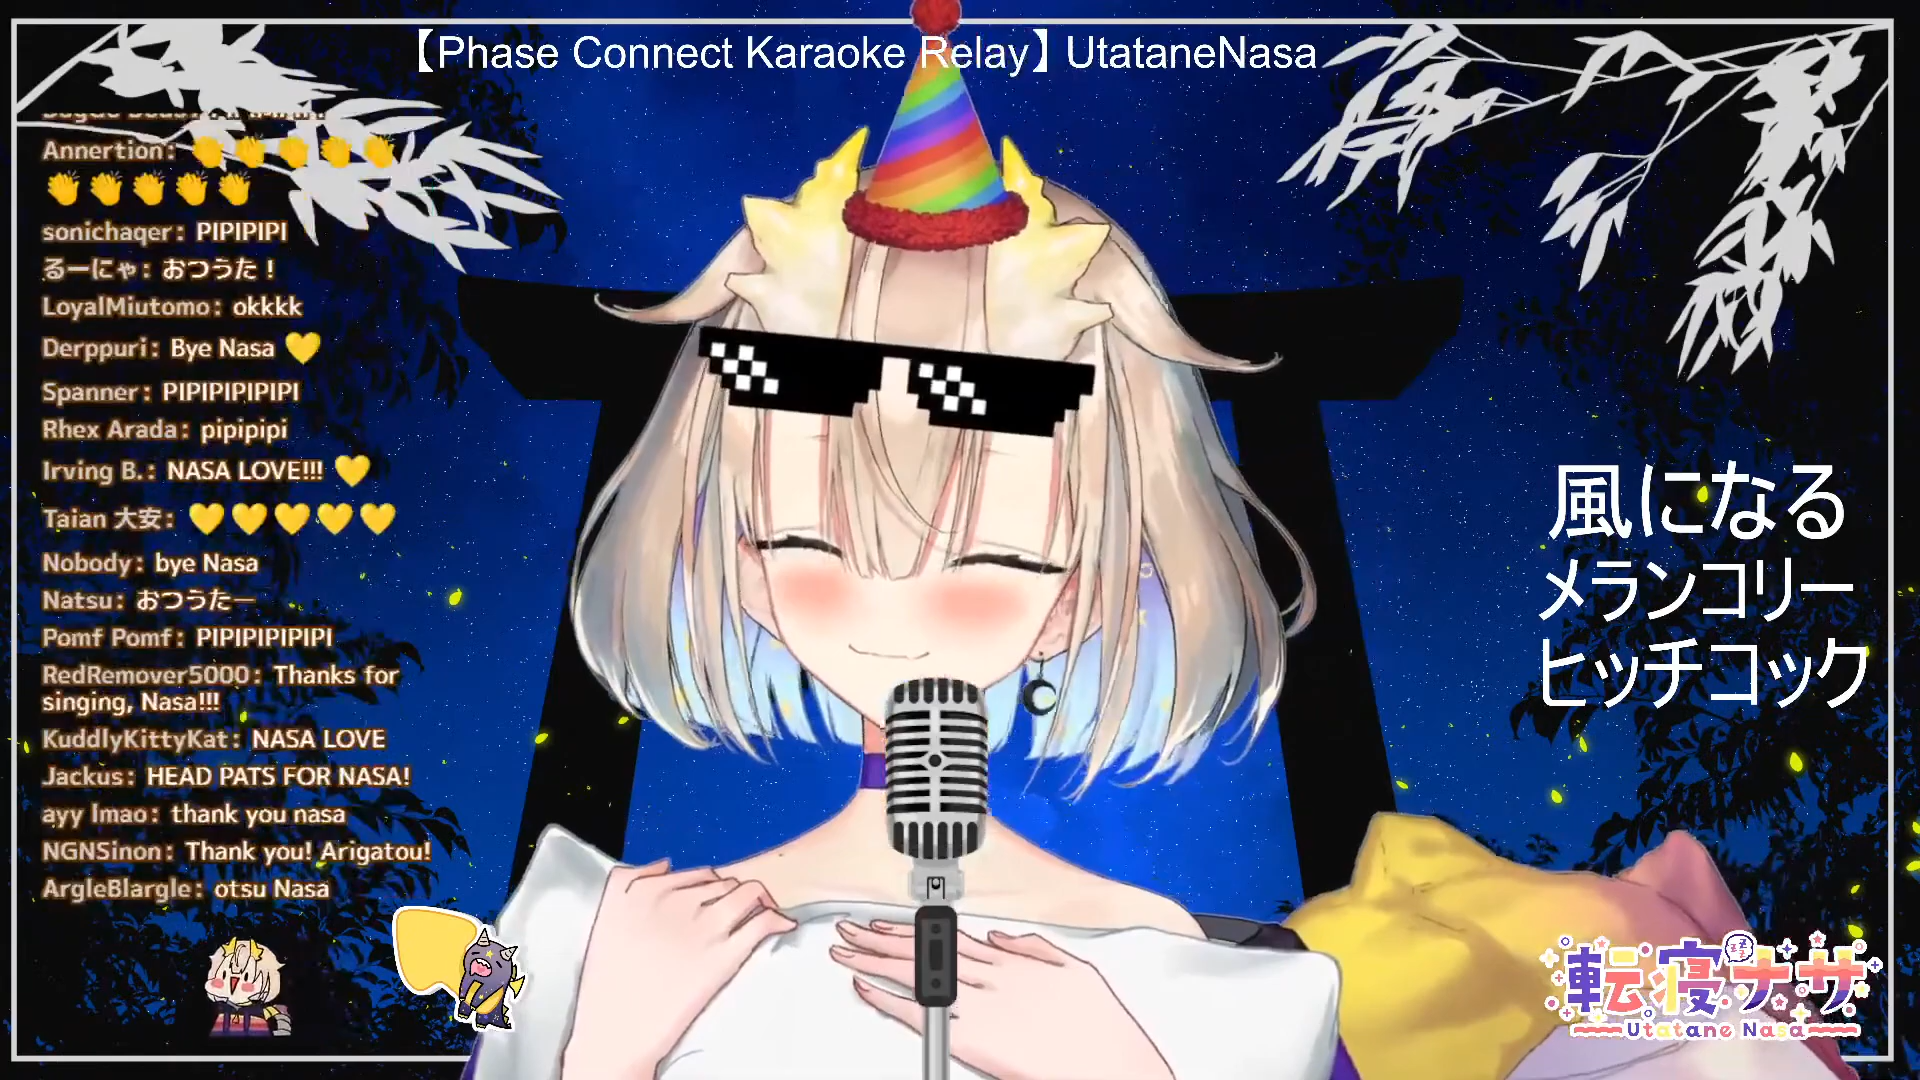 【Phase Connect Karaoke Relay】UtataneNasa
Annertion:
sonichaqer: PIPIPIPI
るーにゃ: おつうた！
LoyalMiutomo: okkkk
Derppuri: Bye Nasa
Spanner: PIPIPIPIPIPI
Rhex Arada: pipipipi
Irving B.: NASA LOVE!!!
Taian 大安:
Nobody: bye Nasa
Natsu: おつうたー
Pomf Pomf: PIPIPIPIPIPI
RedRemover5000: Thanks for
singing, Nasa!!!
KuddlyKittyKat: NASA LOVE
Jackus: HEAD PATS FOR NASA!
ayy lmao: thank you nasa
NGNSinon: Thank you! Arigatou!
ArgleBlargle: otsu Nasa
風になる
メランコリー
ヒッチコック
転寝ナサ
Utatane Nasa